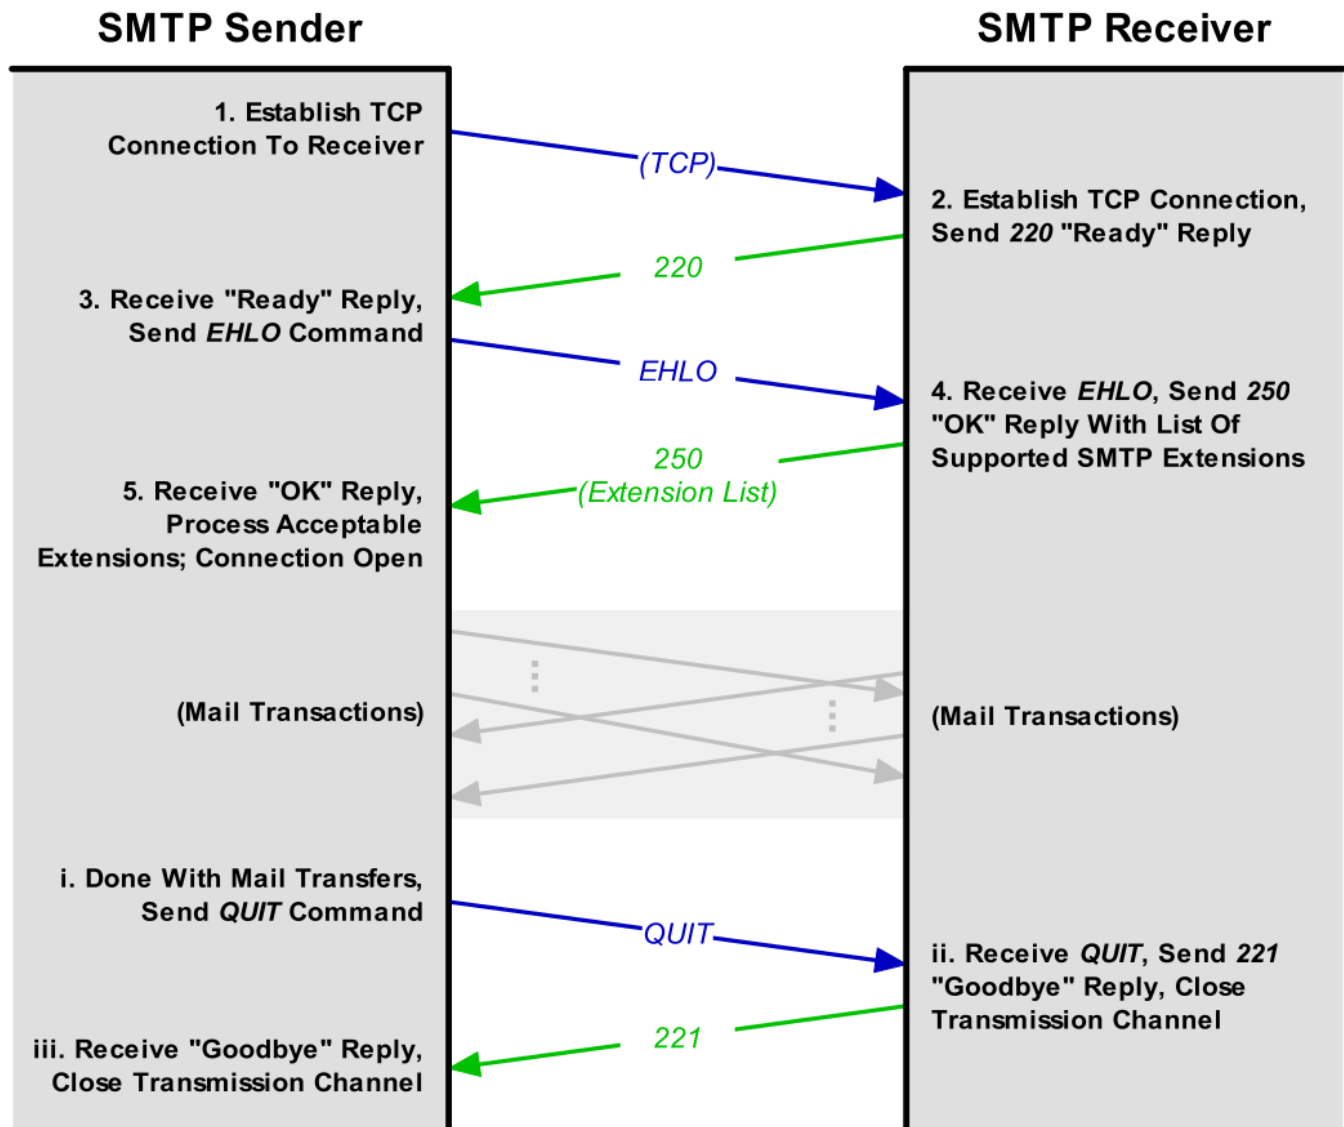 SMTP Sender
SMTP Receiver
1. Establish TCP
Connection To Receiver
(TCP)
2. Establish TCP Connection,
Send 220 "Ready" Reply
220
3. Receive "Ready" Reply,
Send EHLO Command
EHLO
4. Receive EHLO, Send 250
"OK" Reply With List Of
Supported SMTP Extensions
250
(Extension List)
5. Receive "OK" Reply,
Process Acceptable
Extensions; Connection Open
(Mail Transactions)
(Mail Transactions)
i. Done With Mail Transfers,
Send QUIT Command
QUIT
ii. Receive QUIT, Send 221
"Goodbye" Reply, Close
Transmission Channel
221
iii. Receive "Goodbye" Reply,
Close Transmission Channel